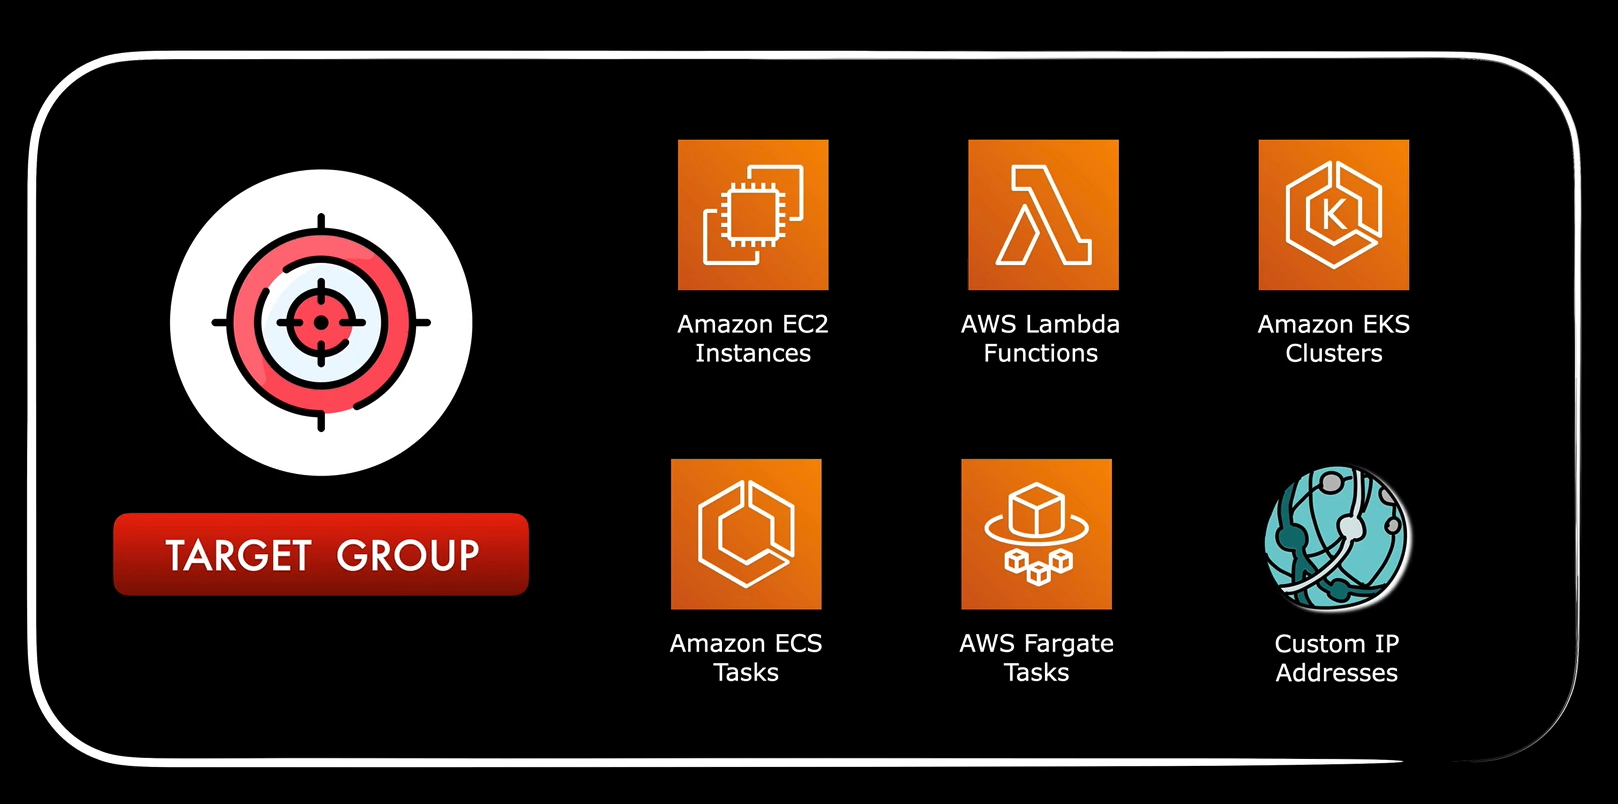 TARGET GROUP
Amazon EC2
Instances
AWS Lambda
Functions
K
Amazon EKS
Clusters
Amazon ECS
Tasks
AWS Fargate
Tasks
Custom IP
Addresses